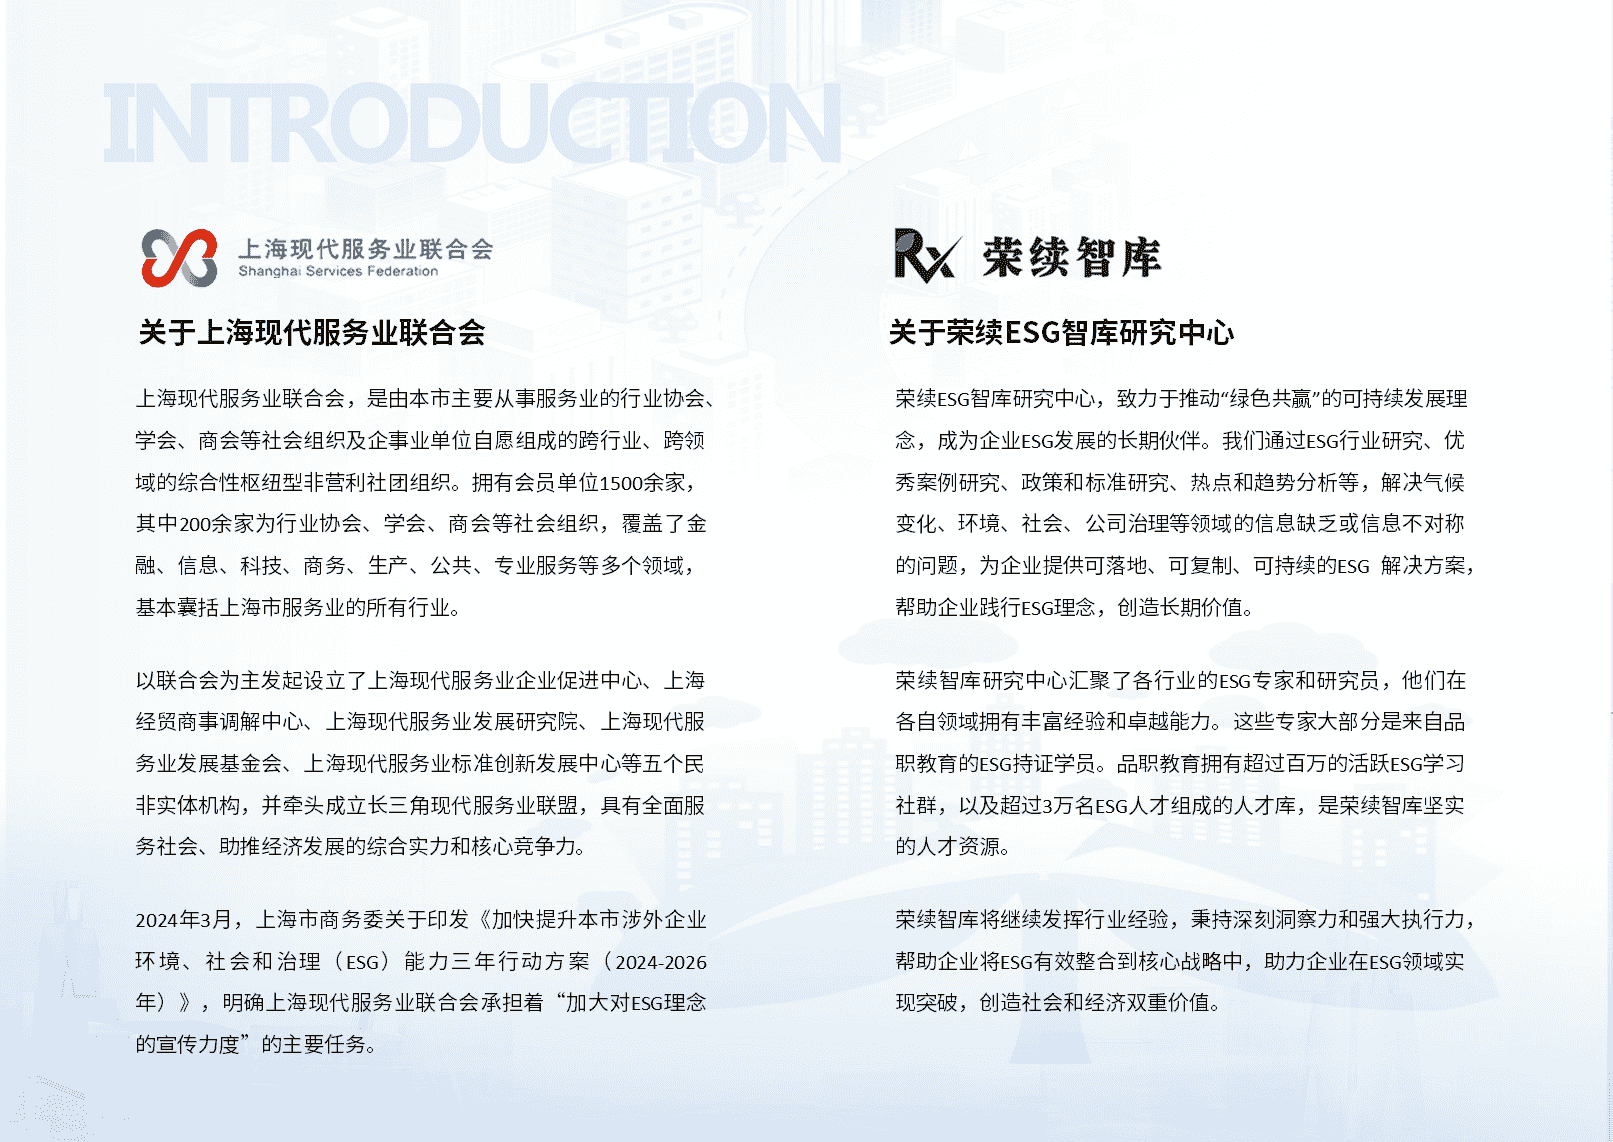 INTRODUCTION
上海现代服务业联合会
Shanghai Services Federation
关于上海现代服务业联合会
上海现代服务业联合会，是由本市主要从事服务业的行业协会、
学会、商会等社会组织及企事业单位自愿组成的跨行业、跨领
域的综合性枢纽型非营利社团组织。拥有会员单位1500余家，
其中200余家为行业协会、学会、商会等社会组织，覆盖了金
融、信息、科技、商务、生产、公共、专业服务等多个领域，
基本囊括上海市服务业的所有行业。
以联合会为主发起设立了上海现代服务业企业促进中心、上海
经贸商事调解中心、上海现代服务业发展研究院、上海现代服
务业发展基金会、上海现代服务业标准创新发展中心等五个民
非实体机构，并牵头成立长三角现代服务业联盟，具有全面服
务社会、助推经济发展的综合实力和核心竞争力。
2024年3月，上海市商务委关于印发《加快提升本市涉外企业
环境、社会和治理（ESG）能力三年行动方案（2024-2026
年）》，明确上海现代服务业联合会承担着“加大对ESG理念
的宣传力度”的主要任务。
Rx 荣续智库
关于荣续ESG智库研究中心
荣续ESG智库研究中心，致力于推动“绿色共赢”的可持续发展理
念，成为企业ESG发展的长期伙伴。我们通过ESG行业研究、优
秀案例研究、政策和标准研究、热点和趋势分析等，解决气候
变化、环境、社会、公司治理等领域的信息缺乏或信息不对称
的问题，为企业提供可落地、可复制、可持续的ESG 解决方案，
帮助企业践行ESG理念，创造长期价值。
荣续智库研究中心汇聚了各行业的ESG专家和研究员，他们在
各自领域拥有丰富经验和卓越能力。这些专家大部分是来自品
职教育的ESG持证学员。品职教育拥有超过百万的活跃ESG学习
社群，以及超过3万名ESG人才组成的人才库，是荣续智库坚实
的人才资源。
荣续智库将继续发挥行业经验，秉持深刻洞察力和强大执行力，
帮助企业将ESG有效整合到核心战略中，助力企业在ESG领域实
现突破，创造社会和经济双重价值。